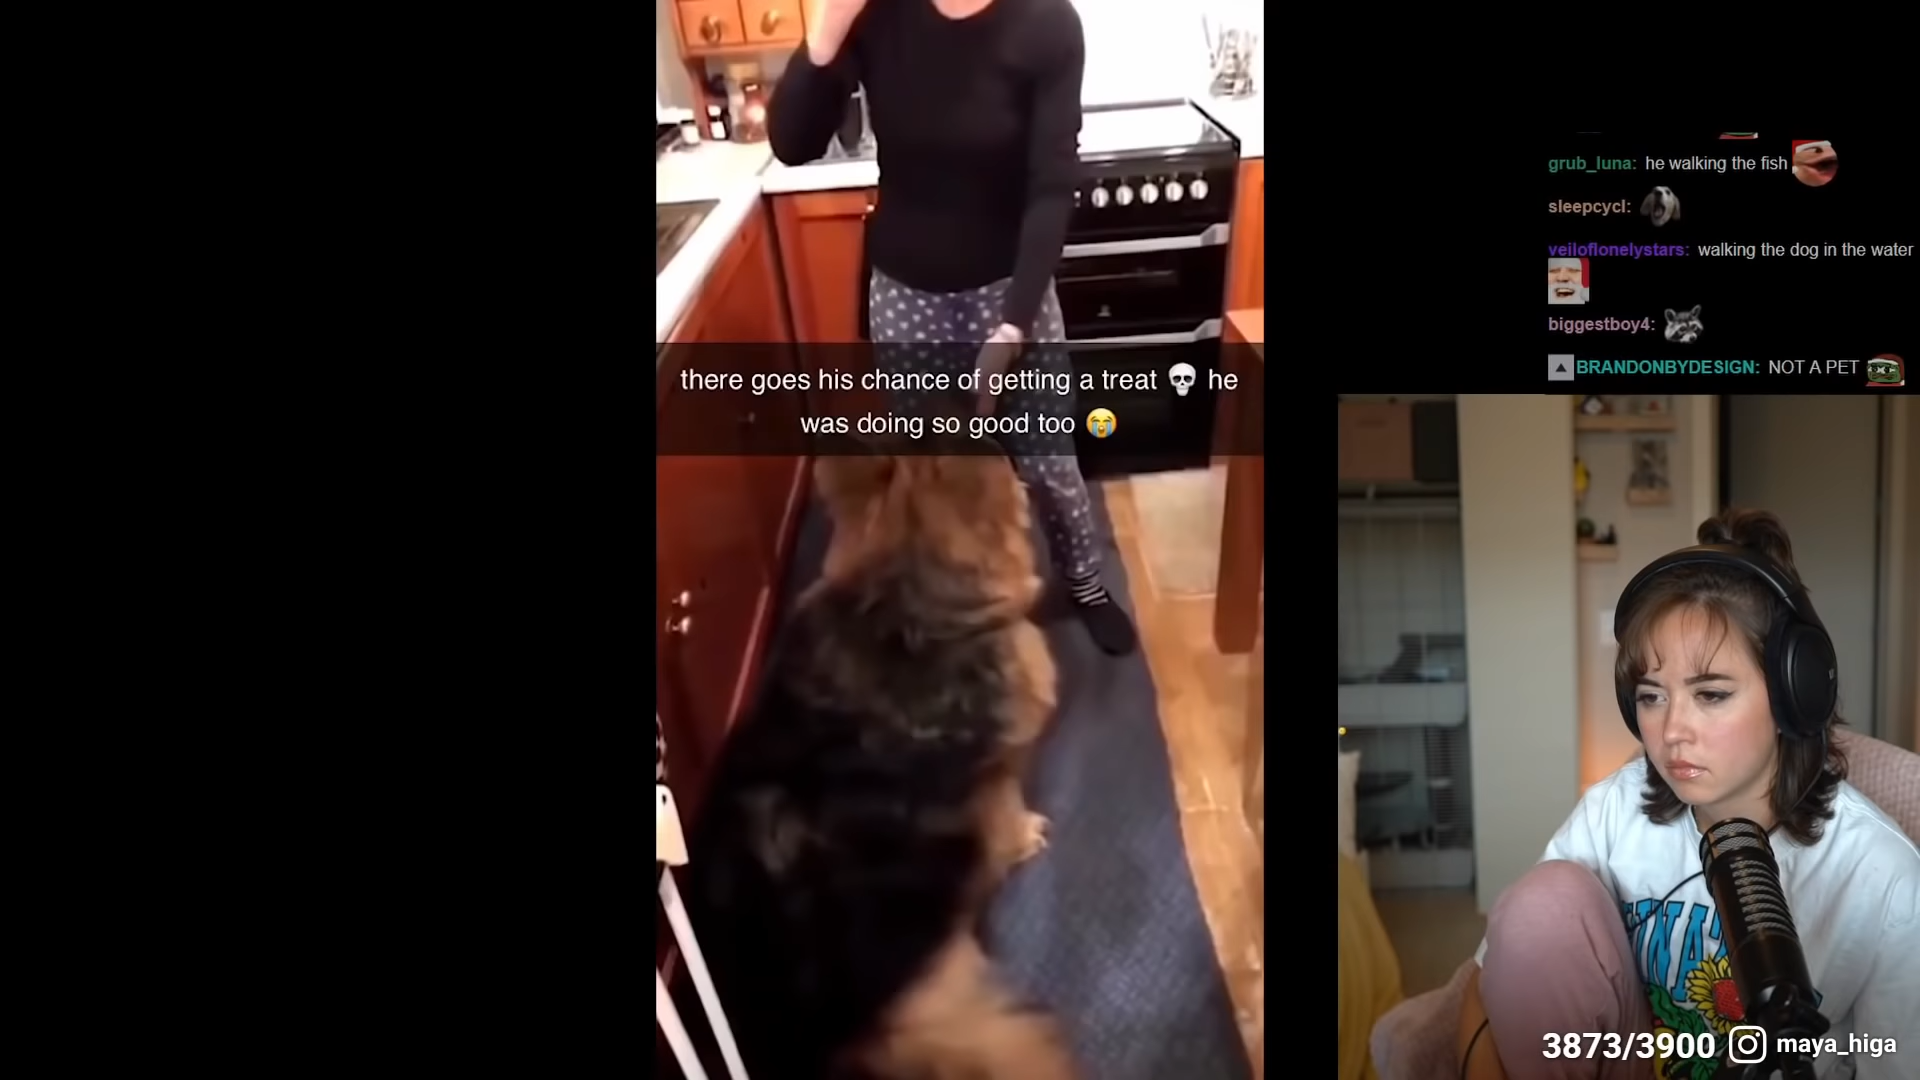 there goes his chance of getting a treat 💀 he
was doing so good too 😭
grub_luna: he walking the fish
sleepcycl:
veiloflonelystars: walking the dog in the water
biggestboy4:
BRANDONBYDESIGN: NOT A PET
3873/3900 maya_higa